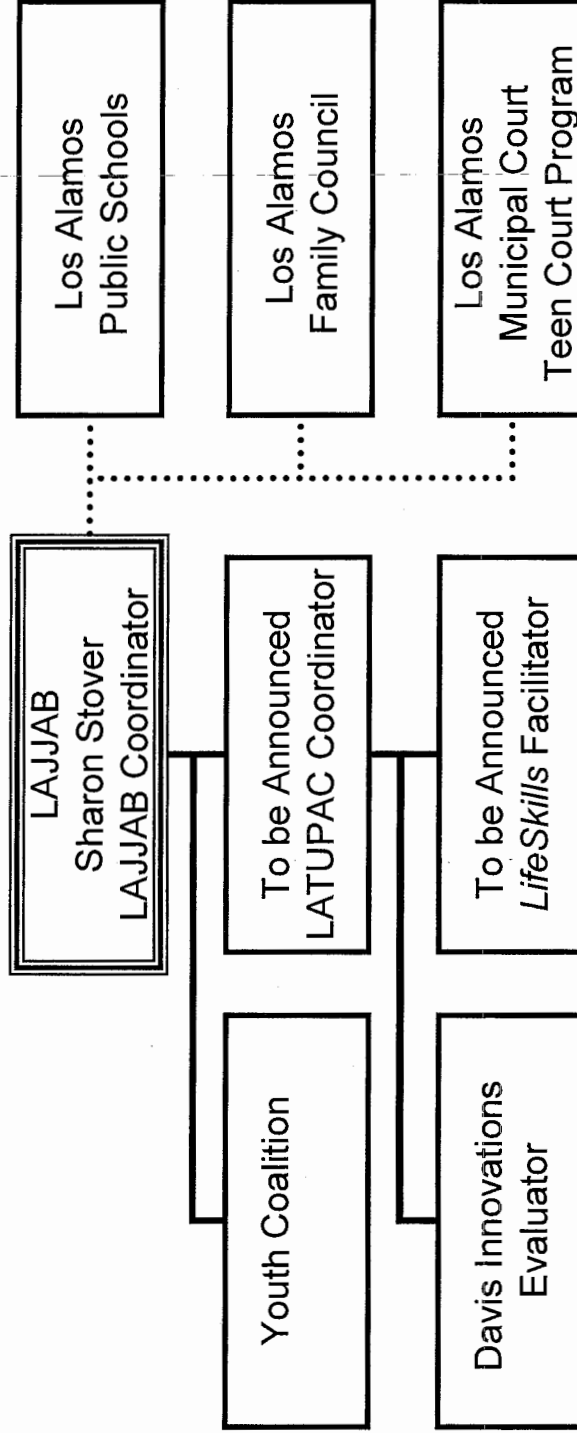 LAJJAB
Sharon Stover
LAJJAB Coordinator
Los Alamos
Public Schools
Youth Coalition
To be Announced
LATUPAC Coordinator
Los Alamos
Family Council
Davis Innovations
Evaluator
To be Announced
LifeSkills Facilitator
Los Alamos
Municipal Court
Teen Court Program